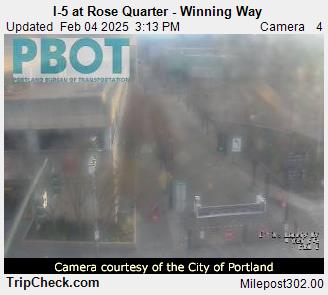 I-5 at Rose Quarter - Winning Way
Updated Feb 04 2025 3:13 PM Camera 4
PBOT
PORTLAND BUREAU OF TRANSPORTATION
Camera courtesy of the City of Portland
TripCheck.com Milepost302.00